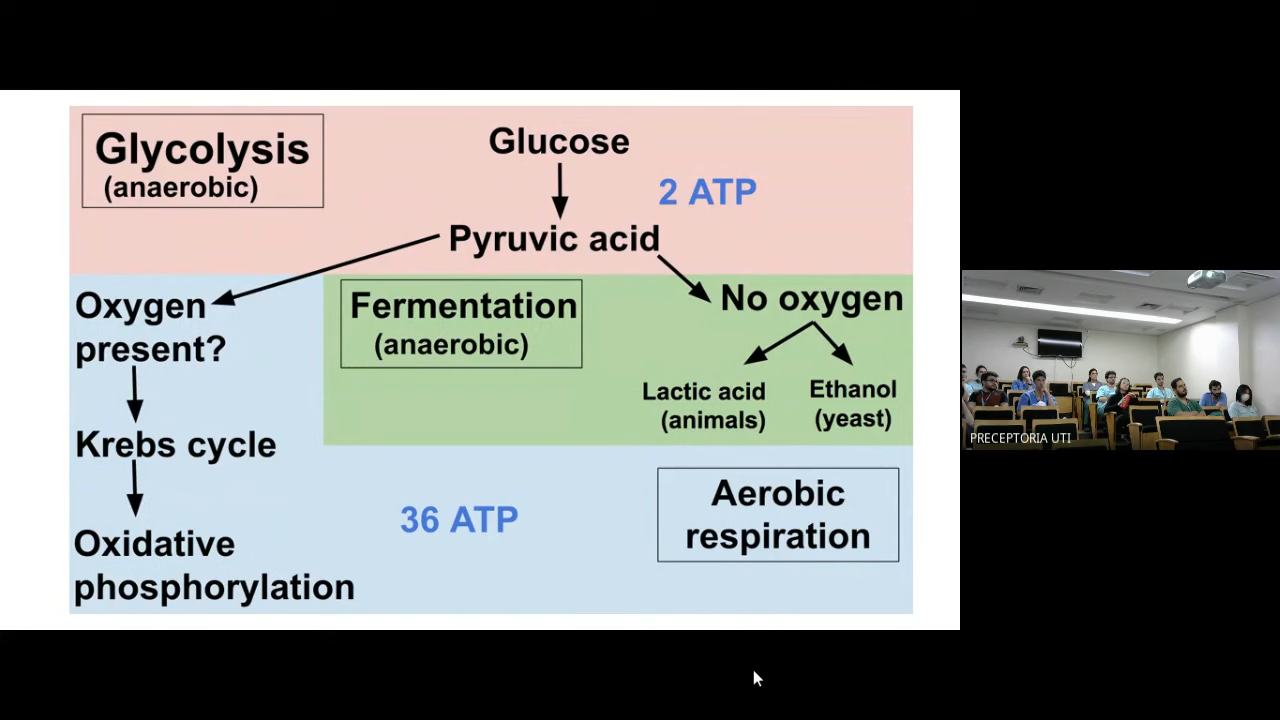 Glycolysis
(anaerobic)
Glucose
2 ATP
Pyruvic acid
Oxygen
present?
Fermentation
(anaerobic)
No oxygen
Lactic acid
(animals)
Ethanol
(yeast)
Krebs cycle
36 ATP
Aerobic
respiration
Oxidative
phosphorylation
PRECEPTORIA UTI